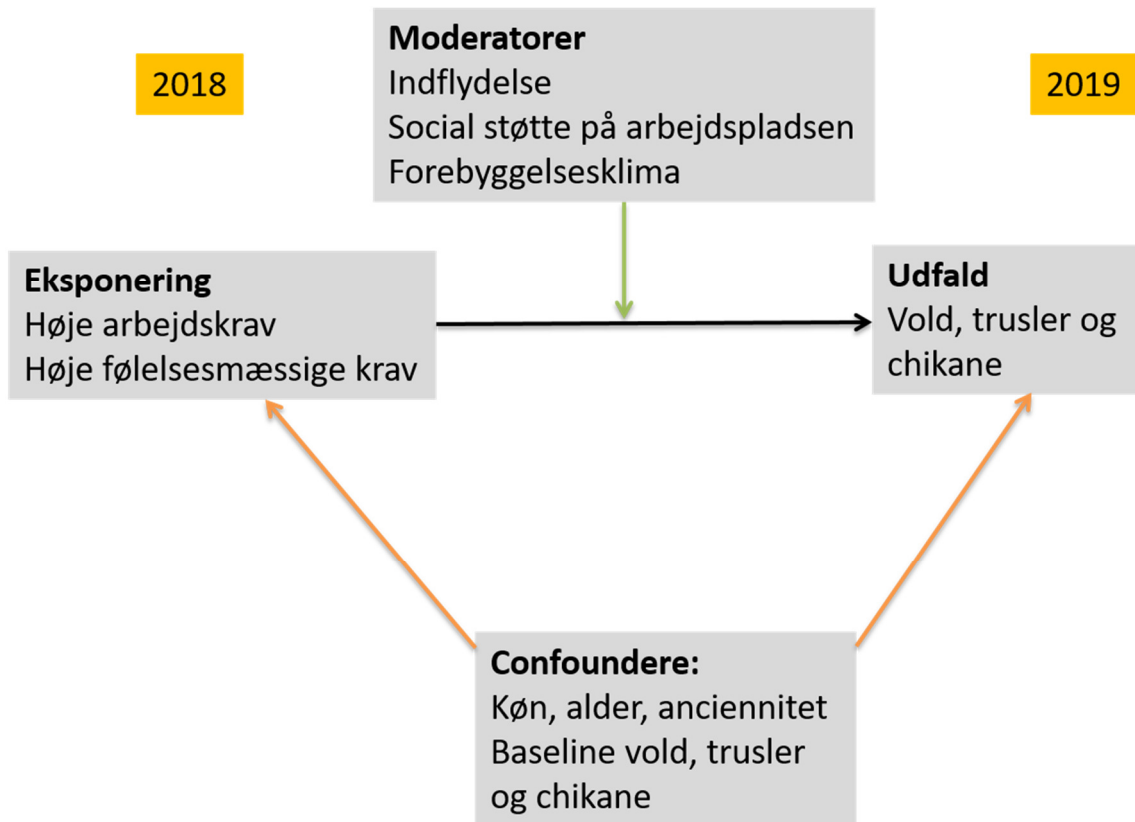 2018
Moderatorer
Indflydelse
Social støtte på arbejdspladsen
Forebyggelsesklima
2019
Eksponering
Høje arbejdskrav
Høje følelsesmæssige krav
Udfald
Vold, trusler og
chikane
Confoundere:
Køn, alder, anciennitet
Baseline vold, trusler
og chikane